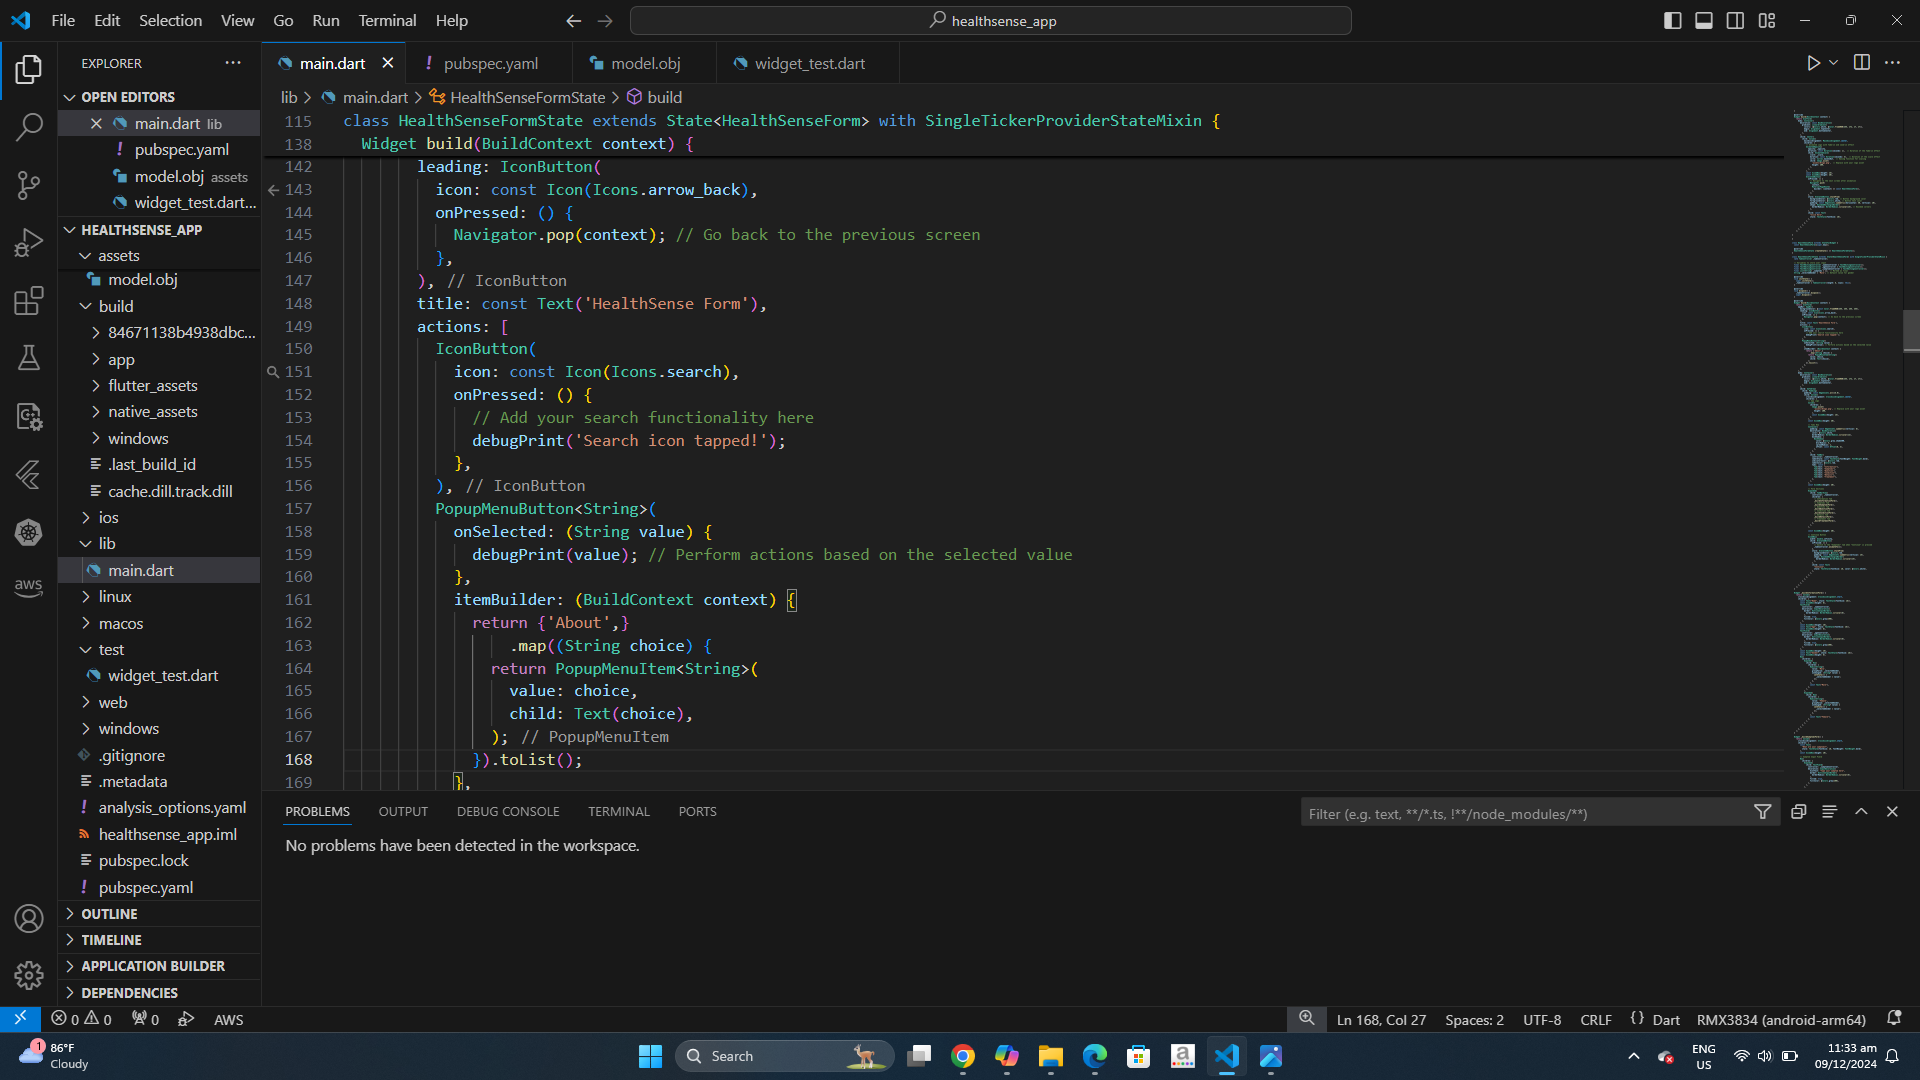 File Edit Selection View Go Run Terminal Help
healthsense_app
EXPLORER
main.dart
! pubspec.yaml
model.obj
widget_test.dart
OPEN EDITORS
main.dart lib
! pubspec.yaml
model.obj assets
widget_test.dart...
HEALTHSENSE_APP
assets
model.obj
build
84671138b4938dbc...
app
flutter_assets
native_assets
windows
.last_build_id
cache.dill.track.dill
ios
lib
main.dart
linux
macos
test
widget_test.dart
web
windows
.gitignore
.metadata
! analysis_options.yaml
healthsense_app.iml
pubspec.lock
! pubspec.yaml
OUTLINE
TIMELINE
APPLICATION BUILDER
DEPENDENCIES
aws
lib > main.dart > HealthSenseFormState > build
115 class HealthSenseFormState extends State<HealthSenseForm> with SingleTickerProviderStateMixin {
138 Widget build(BuildContext context) {
142 leading: IconButton(
143 icon: const Icon(Icons.arrow_back),
144 onPressed: () {
145 Navigator.pop(context); // Go back to the previous screen
146 },
147 ), // IconButton
148 title: const Text('HealthSense Form'),
149 actions: [
150 IconButton(
151 icon: const Icon(Icons.search),
152 onPressed: () {
153 // Add your search functionality here
154 debugPrint('Search icon tapped!');
155 },
156 ), // IconButton
157 PopupMenuButton<String>(
158 onSelected: (String value) {
159 debugPrint(value); // Perform actions based on the selected value
160 },
161 itemBuilder: (BuildContext context) {
162 return {'About',}
163 .map((String choice) {
164 return PopupMenuItem<String>(
165 value: choice,
166 child: Text(choice),
167 ); // PopupMenuItem
168 }).toList();
169 },
PROBLEMS OUTPUT DEBUG CONSOLE TERMINAL PORTS
Filter (e.g. text, **/*.ts, !**/node_modules/**)
No problems have been detected in the workspace.
0 0 0 AWS
Ln 168, Col 27 Spaces: 2 UTF-8 CRLF {} Dart RMX3834 (android-arm64)
1
86°F
Cloudy
Search
a
ENG
US
11:33 am
09/12/2024